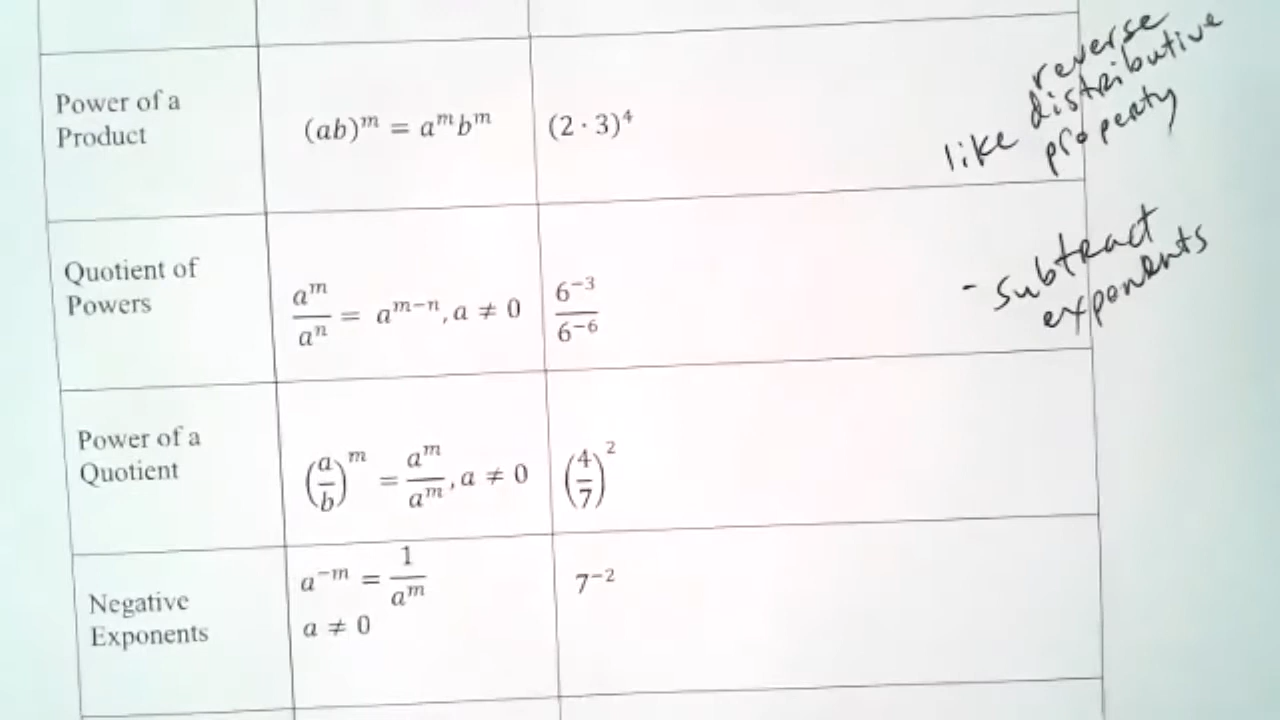 Power of a
Product
(ab)^m = a^m b^m
(2 · 3)^4
like reverse
distributive
property
Quotient of
Powers
a^m/a^n = a^{m-n}, a ≠ 0
6^{-3}/6^{-6}
- subtract
exponents
Power of a
Quotient
(a/b)^m = a^m/a^m, a ≠ 0
(4/7)^2
Negative
Exponents
a^{-m} = 1/a^m
a ≠ 0
7^{-2}